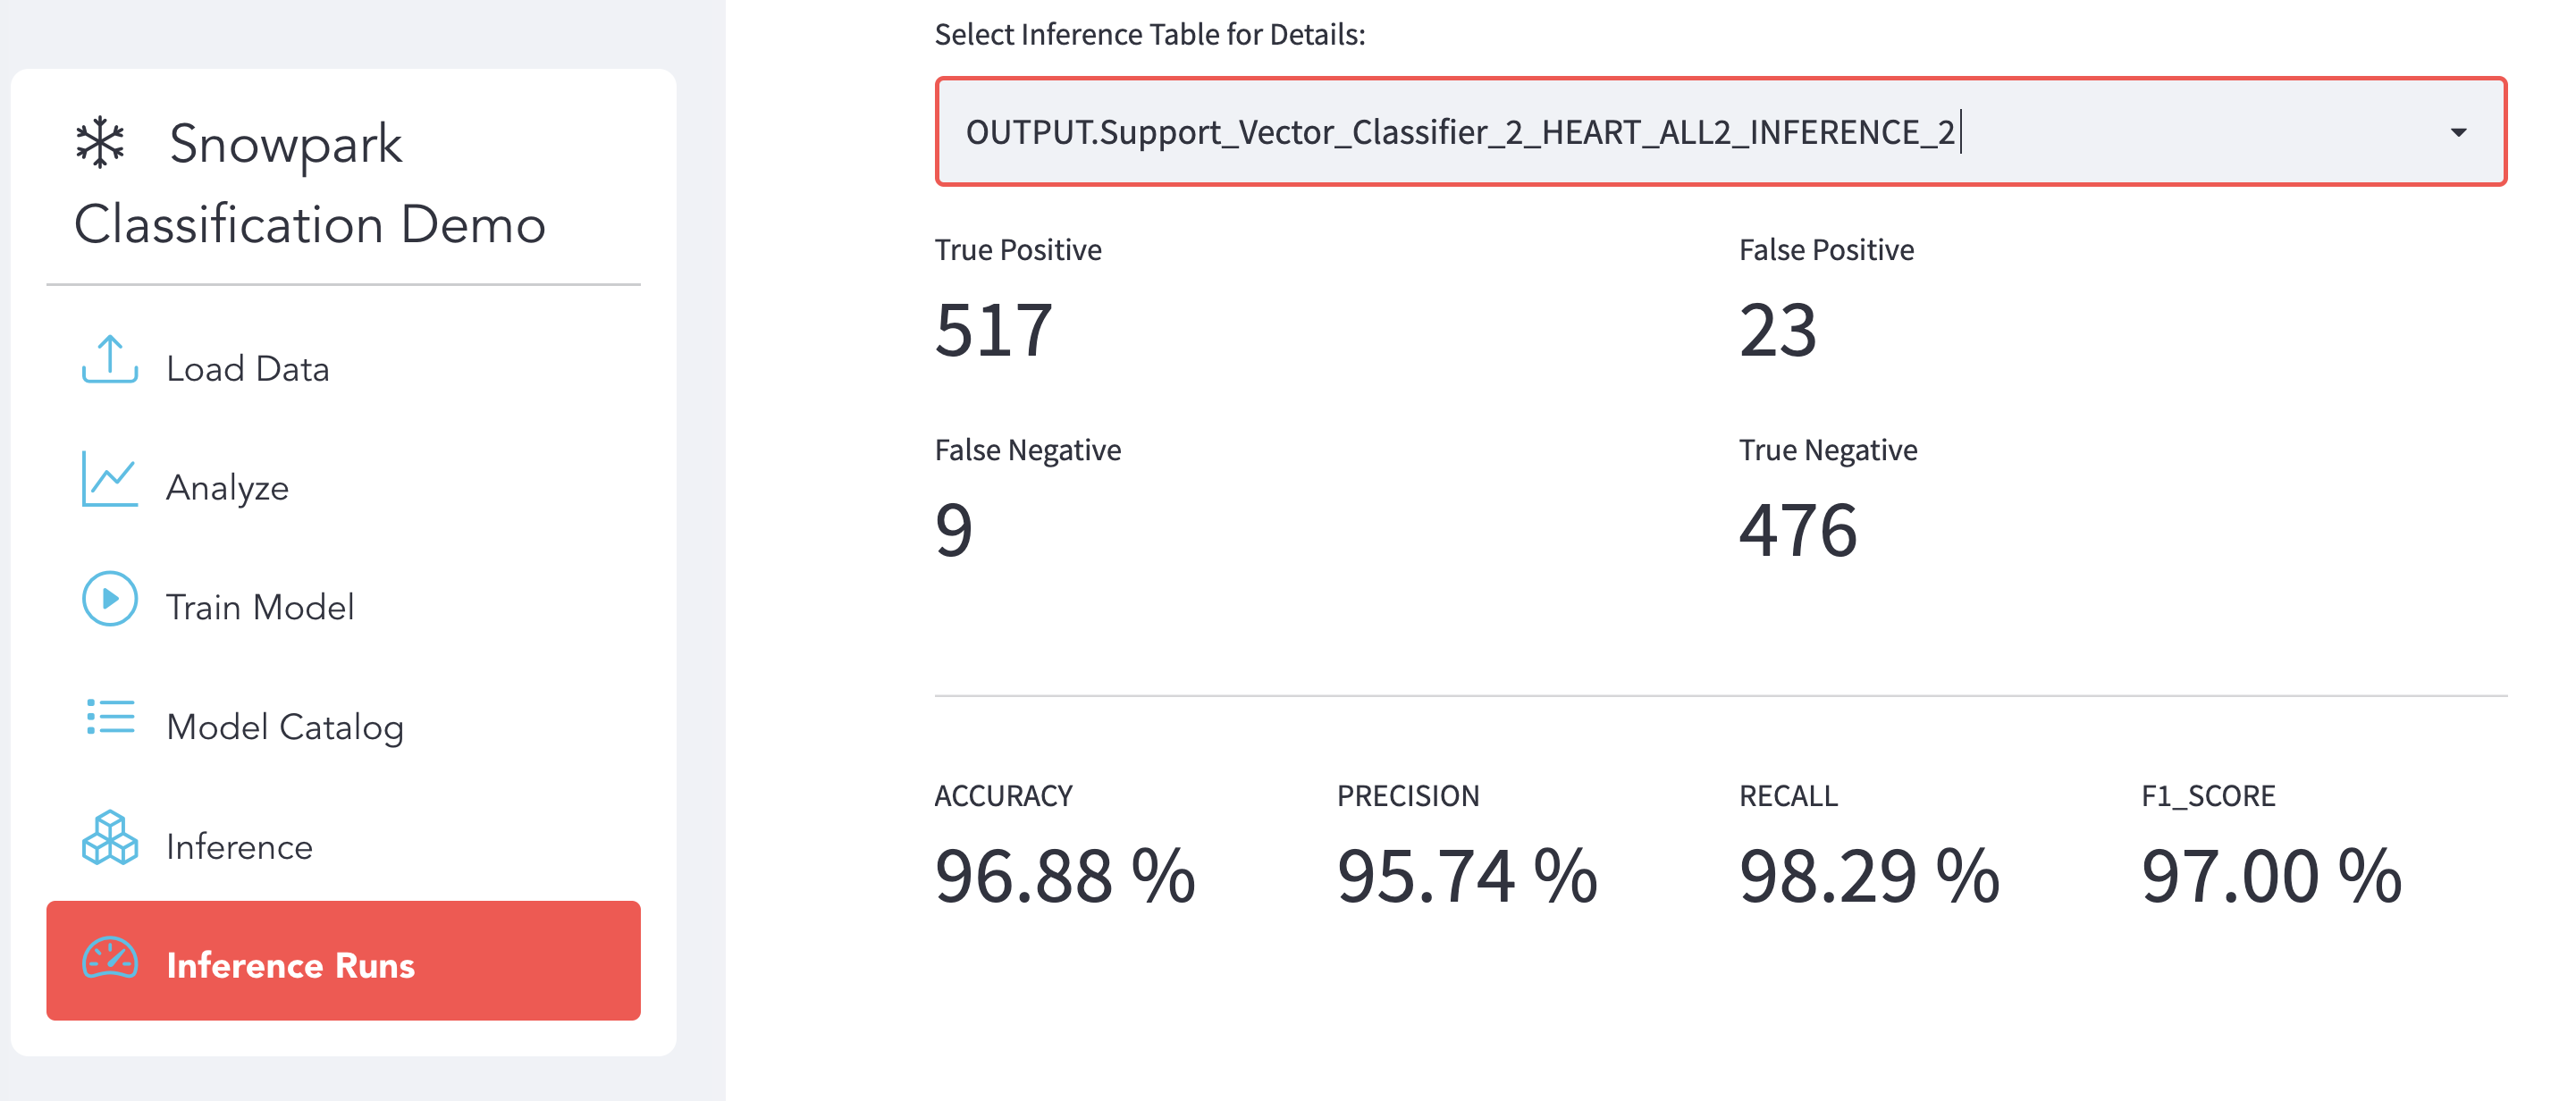 Snowpark
Classification Demo
Load Data
Analyze
Train Model
Model Catalog
Inference
Inference Runs
Select Inference Table for Details:
OUTPUT.Support_Vector_Classifier_2_HEART_ALL2_INFERENCE_2
True Positive
517
False Positive
23
False Negative
9
True Negative
476
ACCURACY
96.88 %
PRECISION
95.74 %
RECALL
98.29 %
F1_SCORE
97.00 %